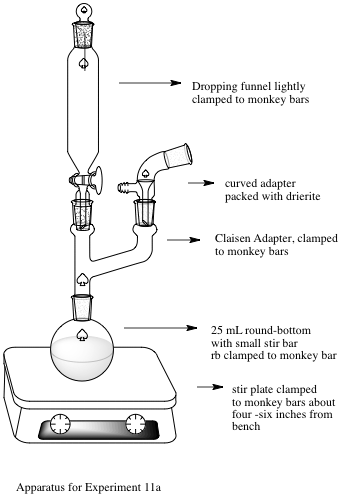 Dropping funnel lightly
clamped to monkey bars
curved adapter
packed with drierite
Claisen Adapter, clamped
to monkey bars
25 mL round-bottom
with small stir bar
rb clamped to monkey bar
stir plate clamped
to monkey bars about
four -six inches from
bench
Apparatus for Experiment 11a